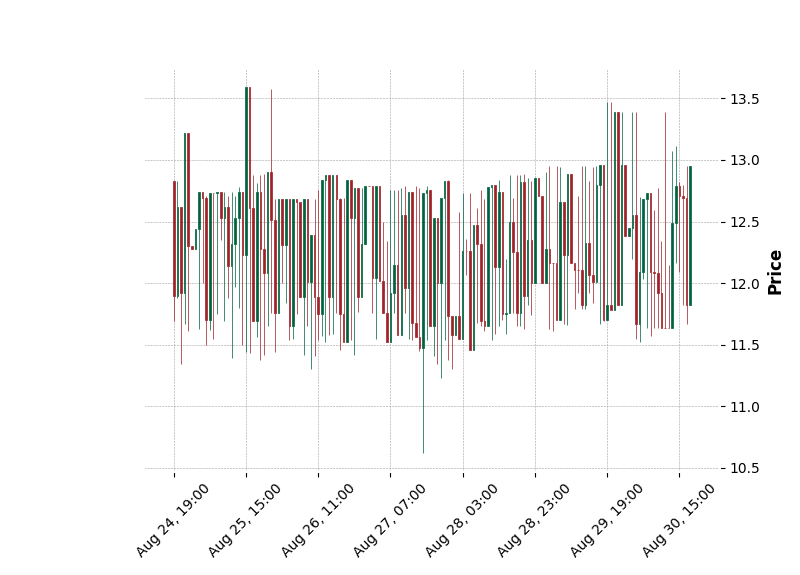 13.5
13.0
12.5
12.0
11.5
11.0
10.5
Price
Aug 24, 19:00
Aug 25, 15:00
Aug 26, 11:00
Aug 27, 07:00
Aug 28, 03:00
Aug 28, 23:00
Aug 29, 19:00
Aug 30, 15:00